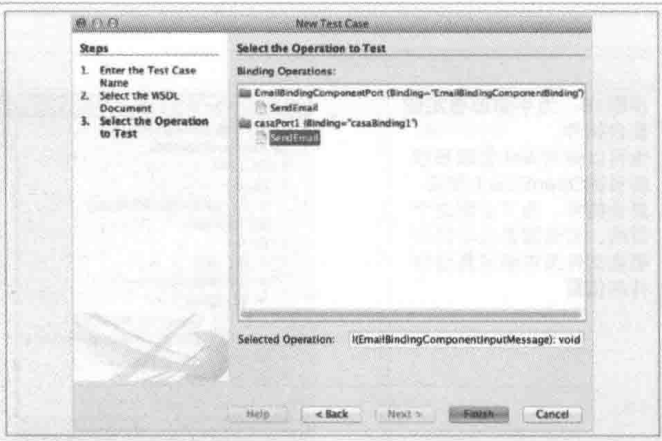 New Test Case
Steps
1. Enter the Test Case
Name
2. Select the WSDL
Document
3. Select the Operation
to Test
Select the Operation to Test
Binding Operations:
EmailBindingComponentPort (Binding="EmailBindingComponentBinding")
SendEmail
casaPort1 (Binding="casaBinding1")
SendEmail
Selected Operation: l(EmailBindingComponentInputMessage): void
Help
< Back
Next >
Finish
Cancel